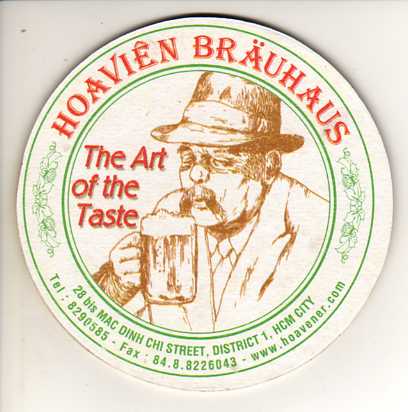 HOAVIÊN BRÄUHAUS
The Art
of the
Taste
28 bis MAC DINH CHI STREET, DISTRICT 1, HCM CITY
Tel : 8290585 - Fax : 84.8.8226043 - www.hoavener.com